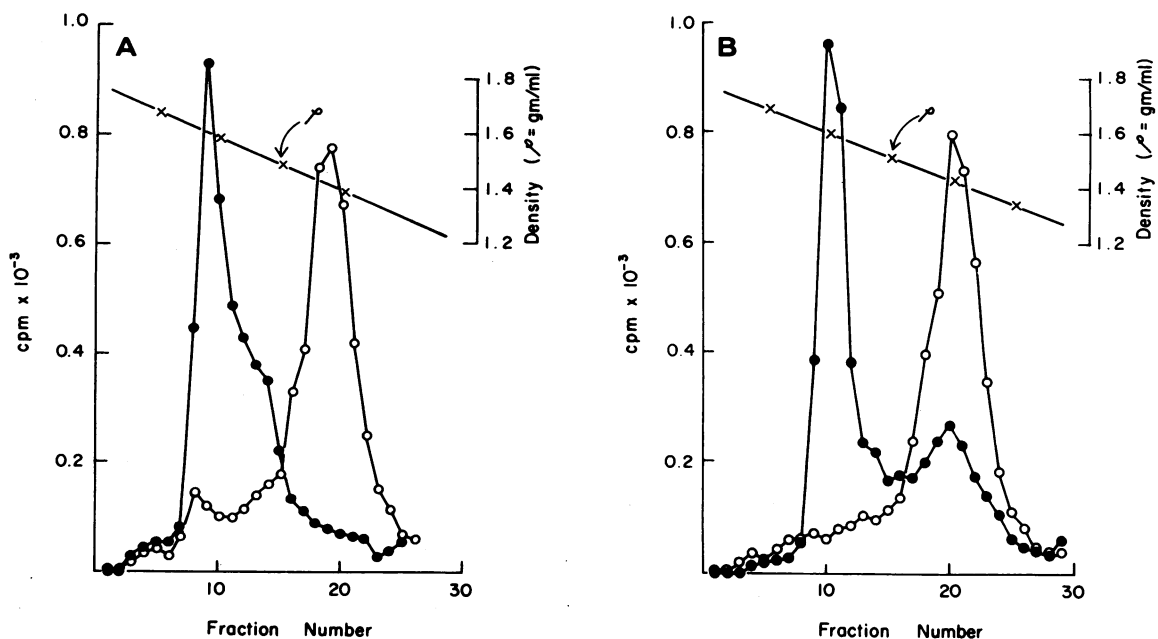 A
1.0
0.8
0.6
0.4
0.2
cpm x 10⁻³
10 20 30
Fraction Number
1.8
1.6
1.4
1.2
Density (ρ = gm/ml)
ρ
B
1.0
0.8
0.6
0.4
0.2
cpm x 10⁻³
10 20 30
Fraction Number
1.8
1.6
1.4
1.2
Density (ρ = gm/ml)
ρ